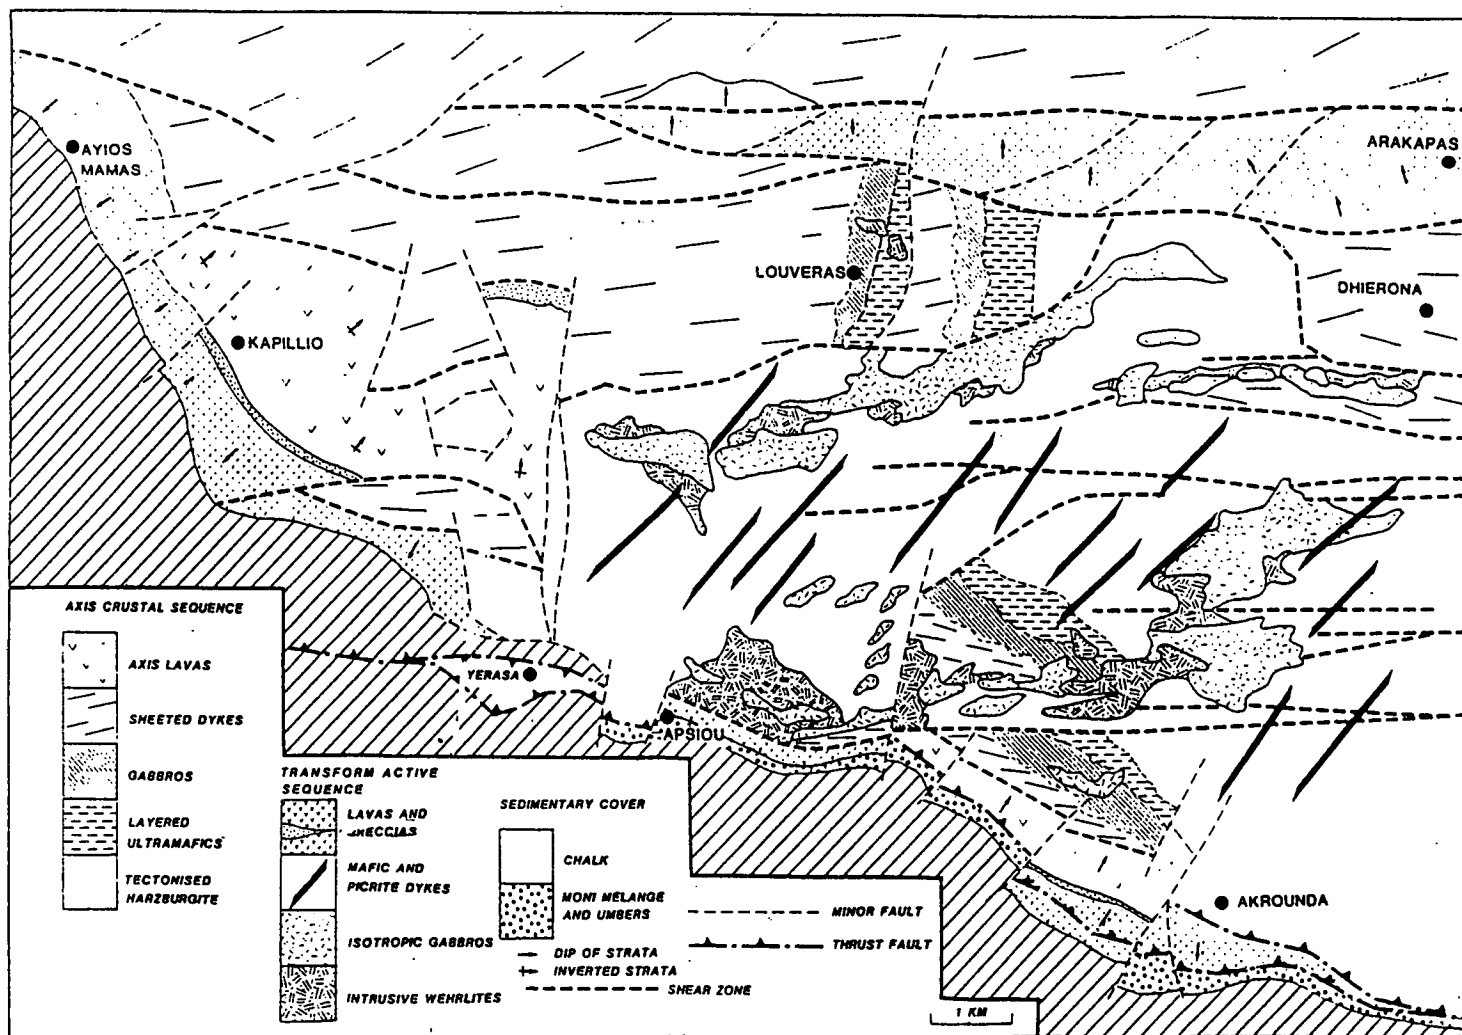 AYIOS
MAMAS
ARAKAPAS
LOUVERAS
DHIERONA
KAPILLIO
YERASA
APSIOU
AKROUNDA
AXIS CRUSTAL SEQUENCE
AXIS LAVAS
SHEETED DYKES
GABBROS
LAYERED
ULTRAMAFICS
TECTONISED
HARZBURGITE
TRANSFORM ACTIVE
SEQUENCE
LAVAS AND
MAFIC AND
PICRITE DYKES
ISOTROPIC GABBROS
INTRUSIVE WEHRLITES
SEDIMENTARY COVER
CHALK
MONI MELANGE
AND UMBERS
DIP OF STRATA
INVERTED STRATA
SHEAR ZONE
MINOR FAULT
THRUST FAULT
1 KM